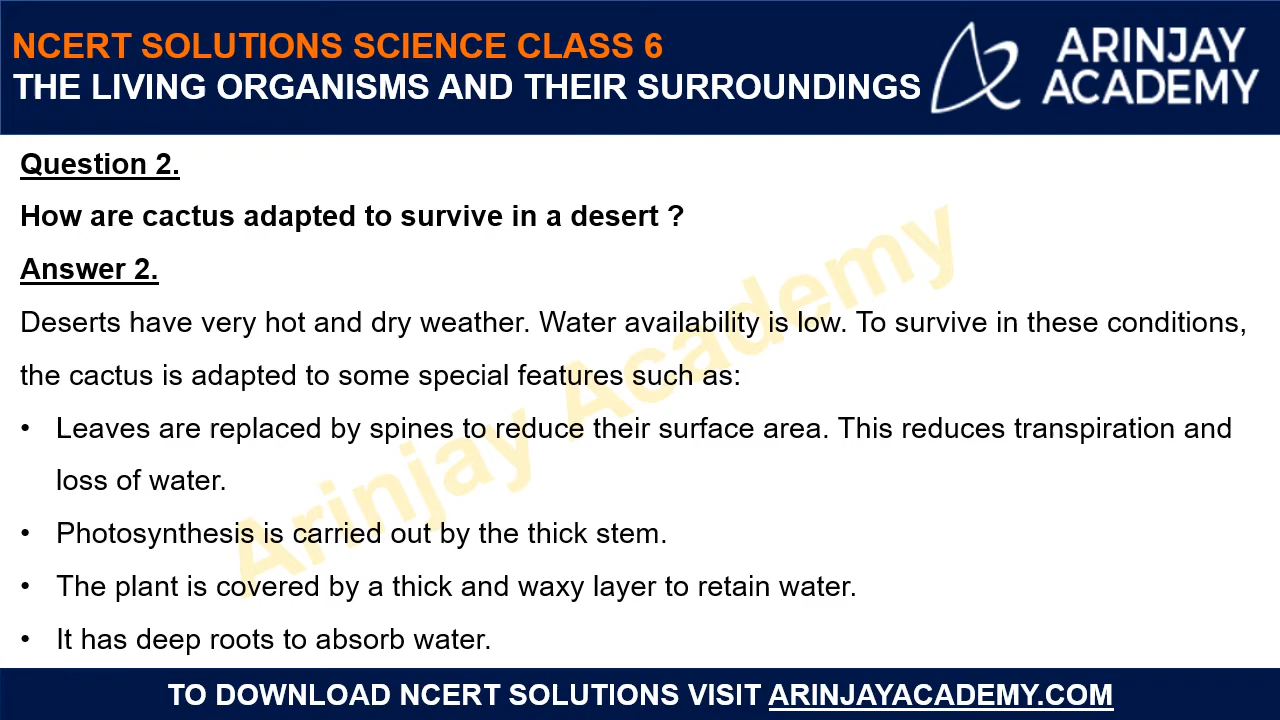 NCERT SOLUTIONS SCIENCE CLASS 6
THE LIVING ORGANISMS AND THEIR SURROUNDINGS
ARINJAY
ACADEMY
Question 2.
How are cactus adapted to survive in a desert ?
Answer 2.
Deserts have very hot and dry weather. Water availability is low. To survive in these conditions,
the cactus is adapted to some special features such as:
• Leaves are replaced by spines to reduce their surface area. This reduces transpiration and
loss of water.
• Photosynthesis is carried out by the thick stem.
• The plant is covered by a thick and waxy layer to retain water.
• It has deep roots to absorb water.
Arinjay Academy
TO DOWNLOAD NCERT SOLUTIONS VISIT ARINJAYACADEMY.COM